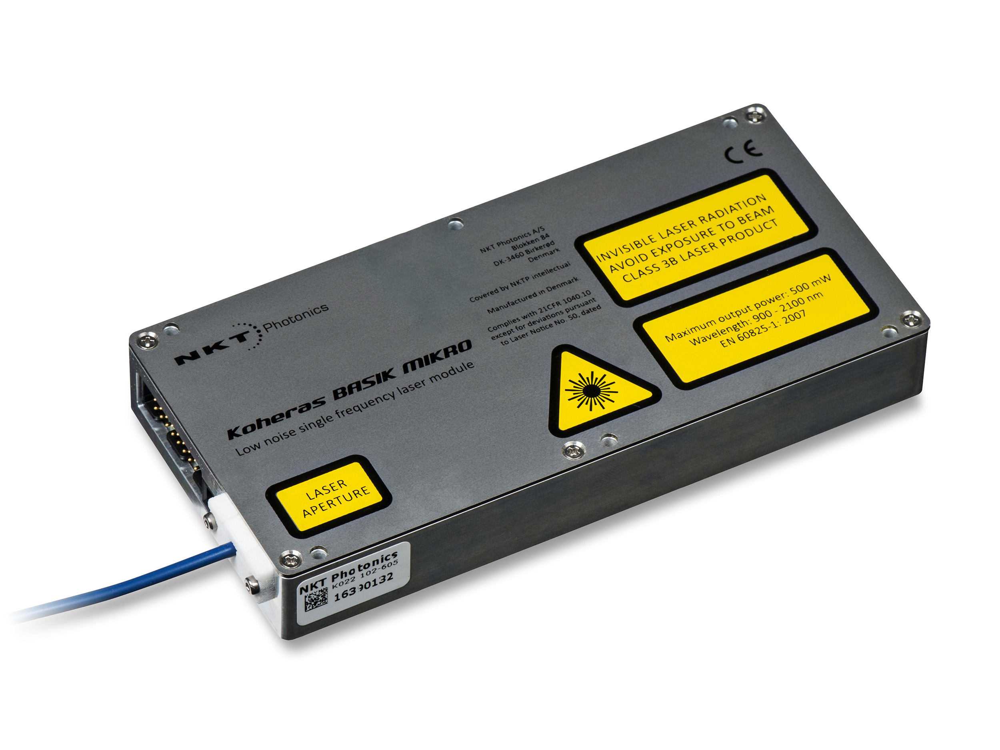 NKT Photonics
Koheras BASIK MIKRO
Low noise single frequency laser module
LASER
APERTURE
NKT Photonics A/S
Blokken 84
DK-3460 Birkerød
Denmark
Covered by NKTP intellectual
Manufactured in Denmark.
Complies with 21CFR 1040.10
except for deviations pursuant
to Laser Notice No. 50, dated
CE
INVISIBLE LASER RADIATION
AVOID EXPOSURE TO BEAM
CLASS 3B LASER PRODUCT
Maximum output power: 500 mW
Wavelength: 900 - 2100 nm
EN 60825-1: 2007
NKT Photonics
K022 102-605
16390132